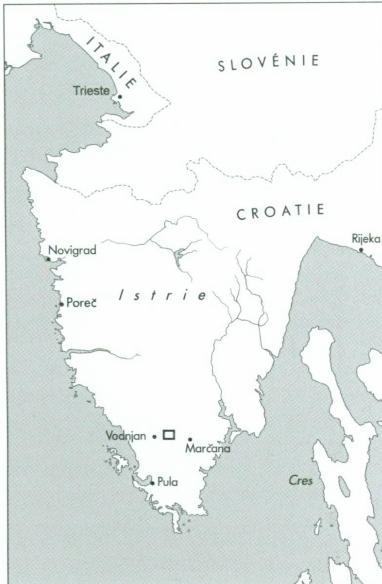 ITALIE
SLOVÉNIE
Trieste
CROATIE
Rijeka
Novigrad
Istrie
Poreč
Vodnjan
Marčana
Pula
Cres